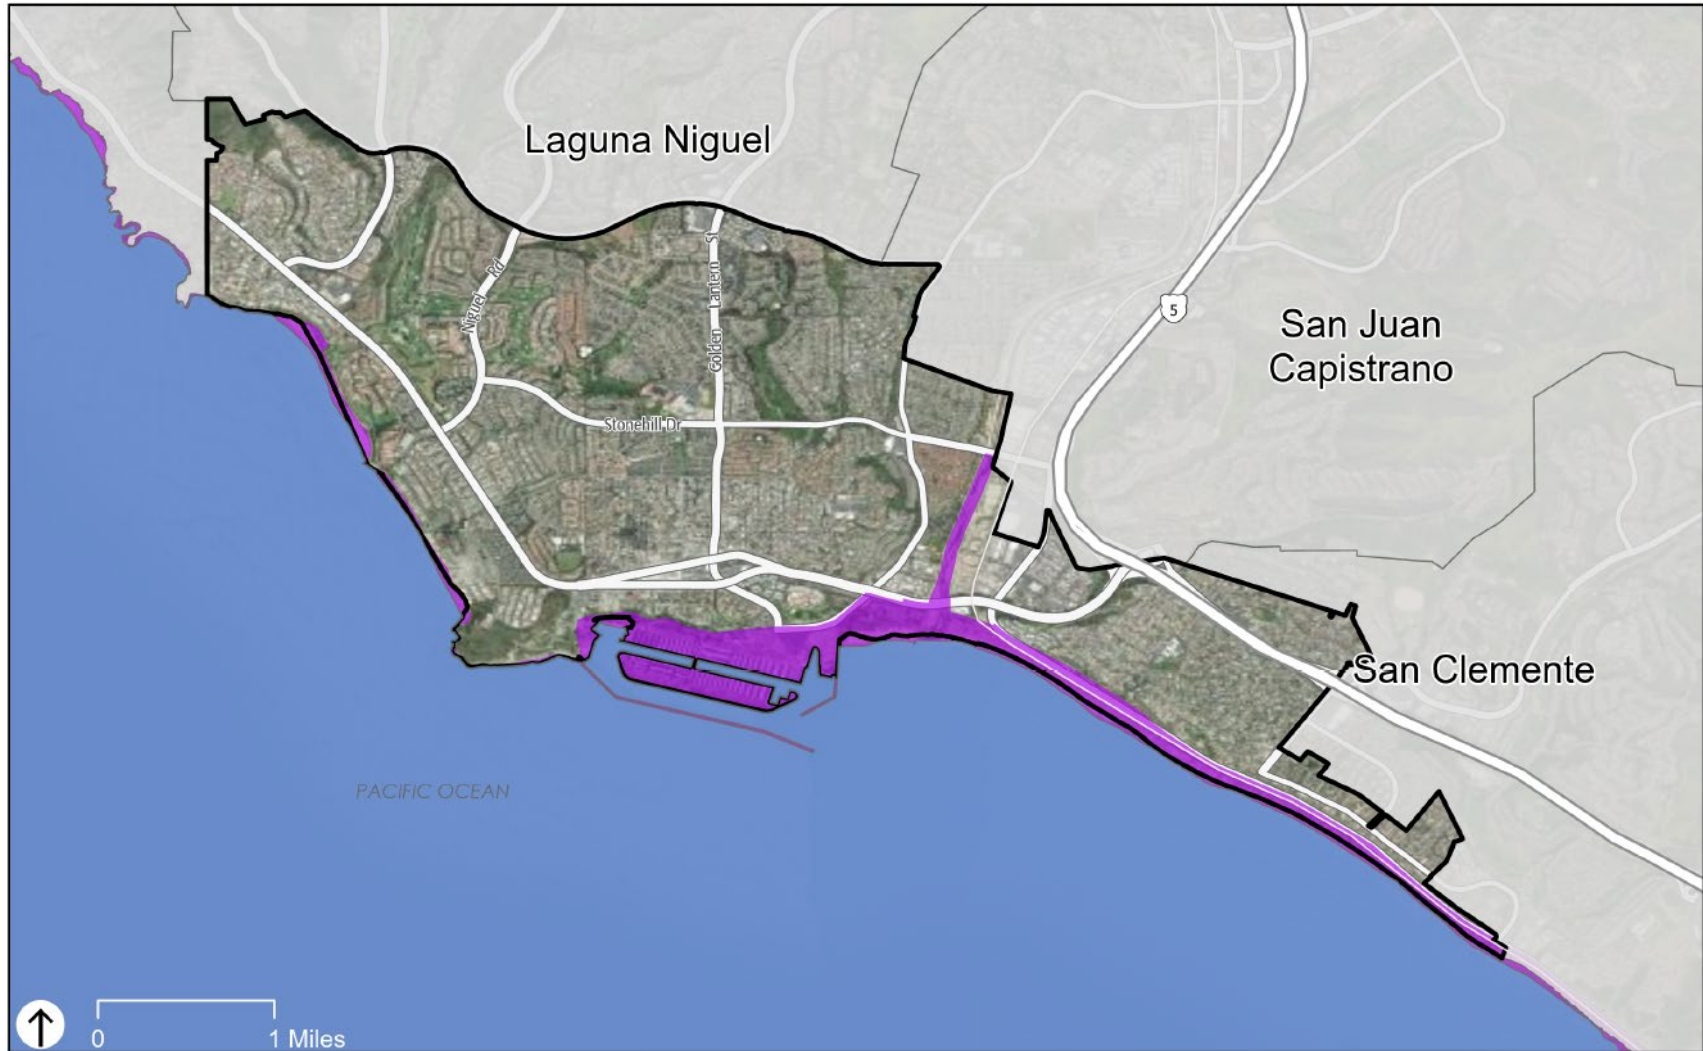 Laguna Niguel
Niguel Rd
Golden Lantern St
5
San Juan
Capistrano
Stonehill Dr
San Clemente
PACIFIC OCEAN
0
1 Miles